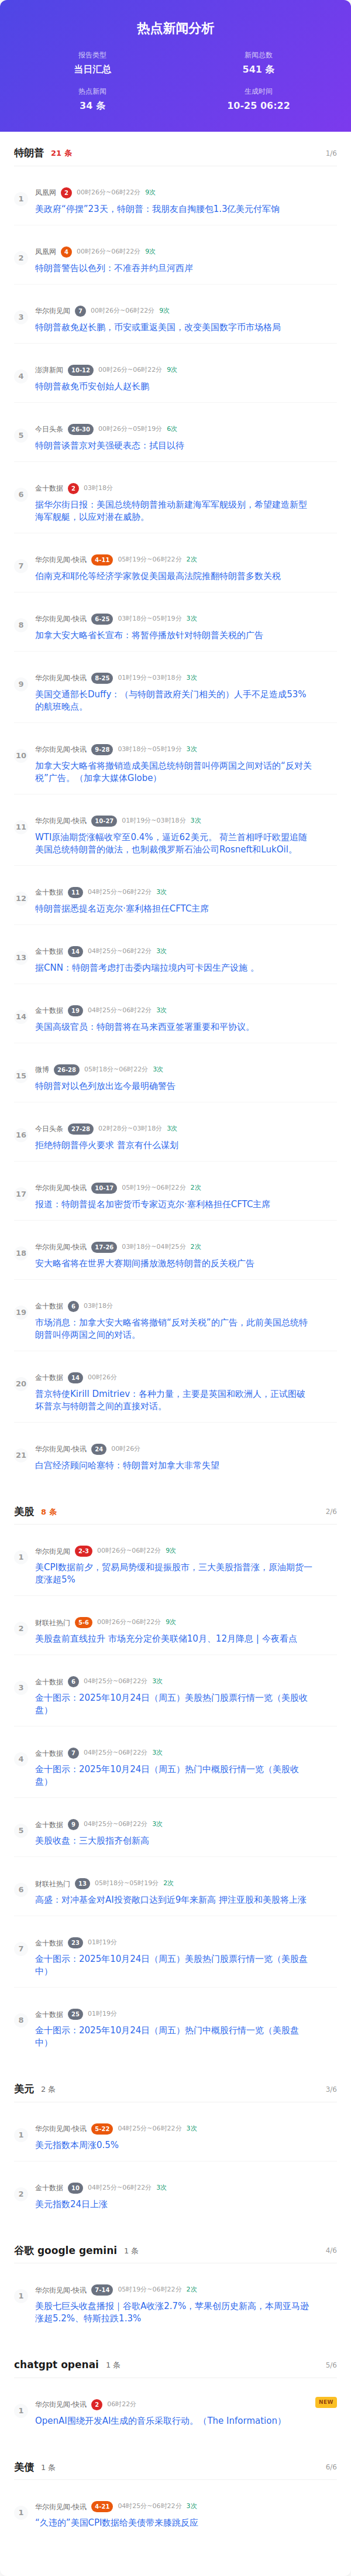 热点新闻分析
报告类型
新闻总数
当日汇总
541 条
热点新闻
生成时间
34 条
10-25 06:22
特朗普 21 条 1/6
1
凤凰网 2 00时26分~06时22分 9次
美政府“停摆”23天，特朗普：我朋友自掏腰包1.3亿美元付军饷
2
凤凰网 4 00时26分~06时22分 9次
特朗普警告以色列：不准吞并约旦河西岸
3
华尔街见闻 7 00时26分~06时22分 9次
特朗普赦免赵长鹏，币安或重返美国，改变美国数字币市场格局
4
澎湃新闻 10-12 00时26分~06时22分 9次
特朗普赦免币安创始人赵长鹏
5
今日头条 26-30 00时26分~05时19分 6次
特朗普谈普京对美强硬表态：拭目以待
6
金十数据 2 03时18分
据华尔街日报：美国总统特朗普推动新建海军军舰级别，希望建造新型
海军舰艇，以应对潜在威胁。
7
华尔街见闻-快讯 4-11 05时19分~06时22分 2次
伯南克和耶伦等经济学家敦促美国最高法院推翻特朗普多数关税
8
华尔街见闻-快讯 6-25 03时18分~05时19分 3次
加拿大安大略省长宣布：将暂停播放针对特朗普关税的广告
9
华尔街见闻-快讯 8-25 01时19分~03时18分 3次
美国交通部长Duffy：（与特朗普政府关门相关的）人手不足造成53%
的航班晚点。
10
华尔街见闻-快讯 9-28 03时18分~05时19分 3次
加拿大安大略省将撤销造成美国总统特朗普叫停两国之间对话的“反对关
税”广告。（加拿大媒体Globe）
11
华尔街见闻-快讯 10-27 01时19分~03时18分 3次
WTI原油期货涨幅收窄至0.4%，逼近62美元。 荷兰首相呼吁欧盟追随
美国总统特朗普的做法，也制裁俄罗斯石油公司Rosneft和LukOil。
12
金十数据 11 04时25分~06时22分 3次
特朗普据悉提名迈克尔·塞利格担任CFTC主席
13
金十数据 14 04时25分~06时22分 3次
据CNN：特朗普考虑打击委内瑞拉境内可卡因生产设施 。
14
金十数据 19 04时25分~06时22分 3次
美国高级官员：特朗普将在马来西亚签署重要和平协议。
15
微博 26-28 05时18分~06时22分 3次
特朗普对以色列放出迄今最明确警告
16
今日头条 27-28 02时28分~03时18分 3次
拒绝特朗普停火要求 普京有什么谋划
17
华尔街见闻-快讯 10-17 05时19分~06时22分 2次
报道：特朗普提名加密货币专家迈克尔·塞利格担任CFTC主席
18
华尔街见闻-快讯 17-26 03时18分~04时25分 2次
安大略省将在世界大赛期间播放激怒特朗普的反关税广告
19
金十数据 6 03时18分
市场消息：加拿大安大略省将撤销“反对关税”的广告，此前美国总统特
朗普叫停两国之间的对话。
20
金十数据 14 00时26分
普京特使Kirill Dmitriev：各种力量，主要是英国和欧洲人，正试图破
坏普京与特朗普之间的直接对话。
21
华尔街见闻-快讯 24 00时26分
白宫经济顾问哈塞特：特朗普对加拿大非常失望
美股 8 条 2/6
1
华尔街见闻 2-3 00时26分~06时22分 9次
美CPI数据前夕，贸易局势缓和提振股市，三大美股指普涨，原油期货一
度涨超5%
2
财联社热门 5-6 00时26分~06时22分 9次
美股盘前直线拉升 市场充分定价美联储10月、12月降息 | 今夜看点
3
金十数据 6 04时25分~06时22分 3次
金十图示：2025年10月24日（周五）美股热门股票行情一览（美股收
盘）
4
金十数据 7 04时25分~06时22分 3次
金十图示：2025年10月24日（周五）热门中概股行情一览（美股收
盘）
5
金十数据 9 04时25分~06时22分 3次
美股收盘：三大股指齐创新高
6
财联社热门 13 05时18分~05时19分 2次
高盛：对冲基金对AI投资敞口达到近9年来新高 押注亚股和美股将上涨
7
金十数据 23 01时19分
金十图示：2025年10月24日（周五）美股热门股票行情一览（美股盘
中）
8
金十数据 25 01时19分
金十图示：2025年10月24日（周五）热门中概股行情一览（美股盘
中）
美元 2 条 3/6
1
华尔街见闻-快讯 5-22 04时25分~06时22分 3次
美元指数本周涨0.5%
2
金十数据 10 04时25分~06时22分 3次
美元指数24日上涨
谷歌 google gemini 1 条 4/6
1
华尔街见闻-快讯 7-14 05时19分~06时22分 2次
美股七巨头收盘播报｜谷歌A收涨2.7%，苹果创历史新高，本周亚马逊
涨超5.2%、特斯拉跌1.3%
chatgpt openai 1 条 5/6
1
华尔街见闻-快讯 2 06时22分
NEW
OpenAI围绕开发AI生成的音乐采取行动。（The Information）
美债 1 条 6/6
1
华尔街见闻-快讯 4-21 04时25分~06时22分 3次
“久违的”美国CPI数据给美债带来膝跳反应